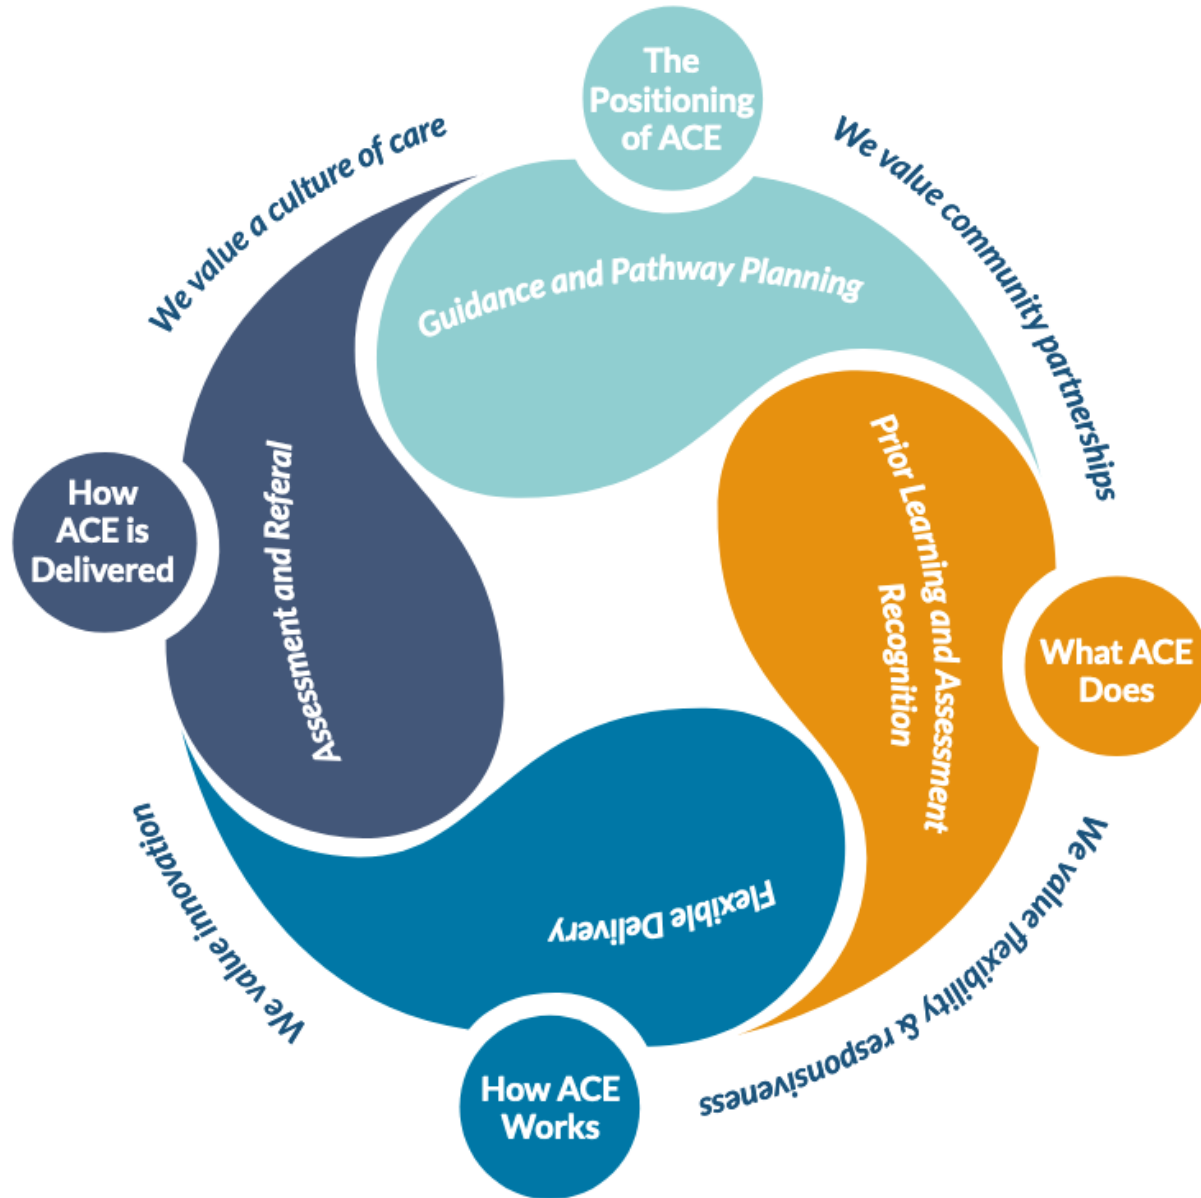 The
Positioning
of ACE
We value a culture of care
We value community partnerships
Guidance and Pathway Planning
Prior Learning and Assessment
Recognition
How
ACE is
Delivered
Assessment and Referal
What ACE
Does
Flexible Delivery
We value innovation
We value flexibility & responsiveness
How ACE
Works